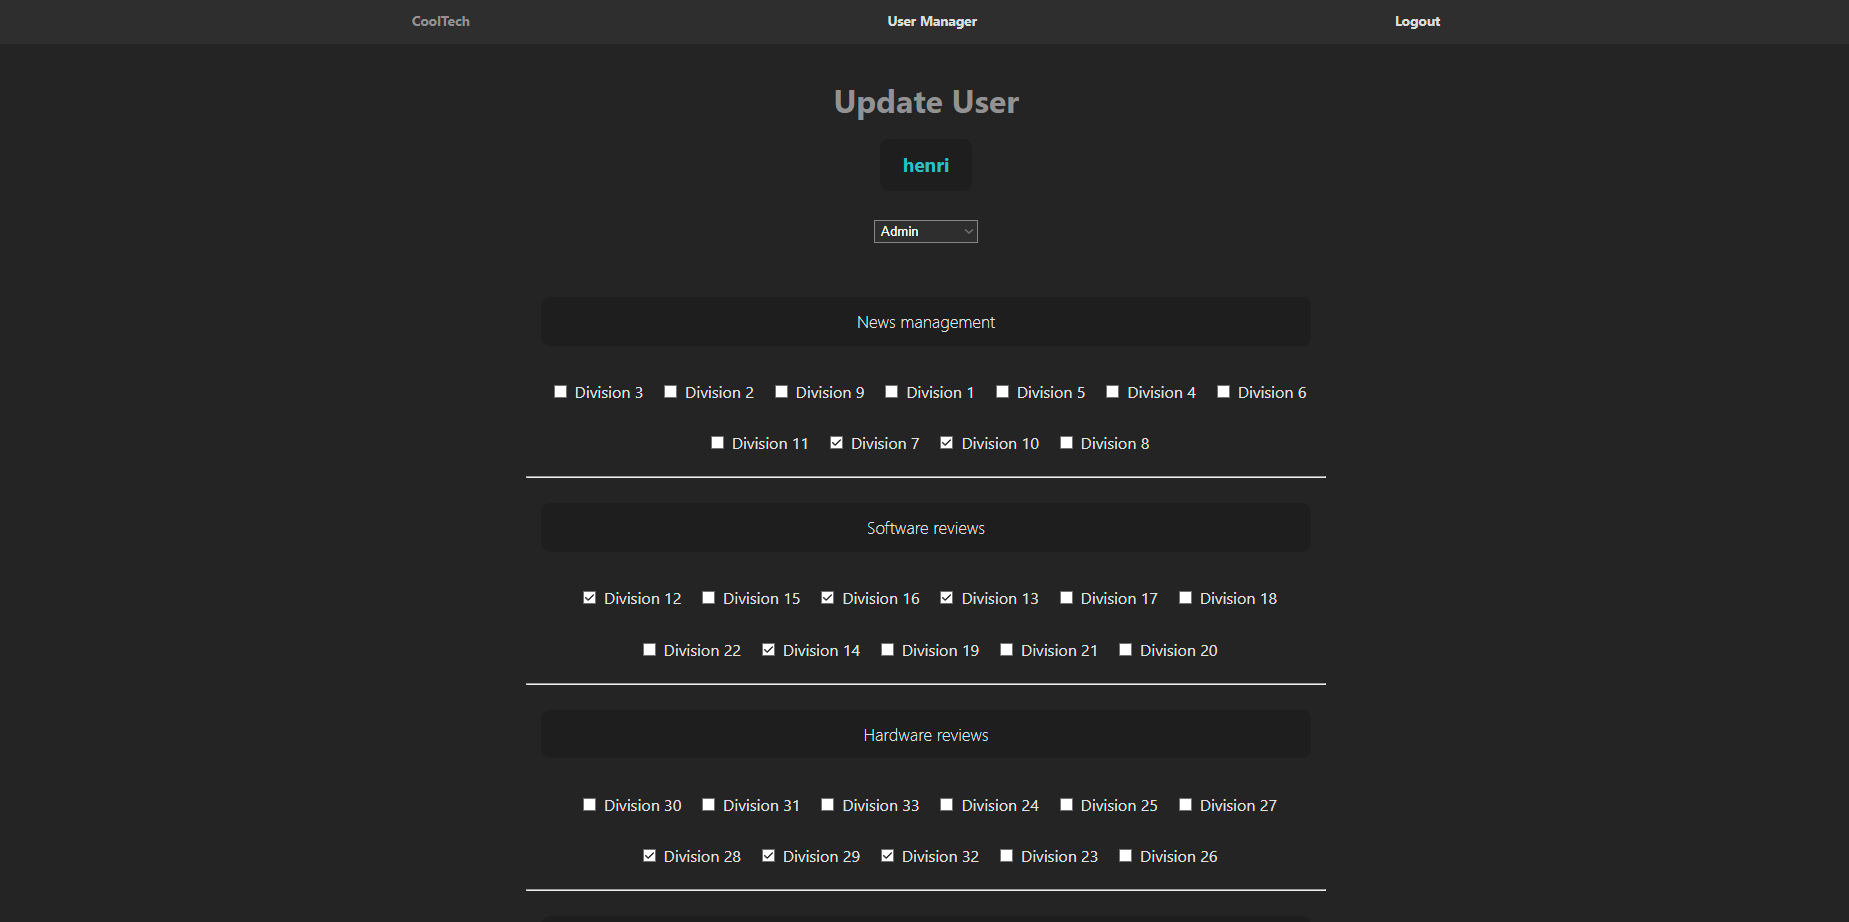 CoolTech User Manager Logout
Update User
henri
Admin
News management
Division 3 Division 2 Division 9 Division 1 Division 5 Division 4 Division 6
Division 11 Division 7 Division 10 Division 8
Software reviews
Division 12 Division 15 Division 16 Division 13 Division 17 Division 18
Division 22 Division 14 Division 19 Division 21 Division 20
Hardware reviews
Division 30 Division 31 Division 33 Division 24 Division 25 Division 27
Division 28 Division 29 Division 32 Division 23 Division 26